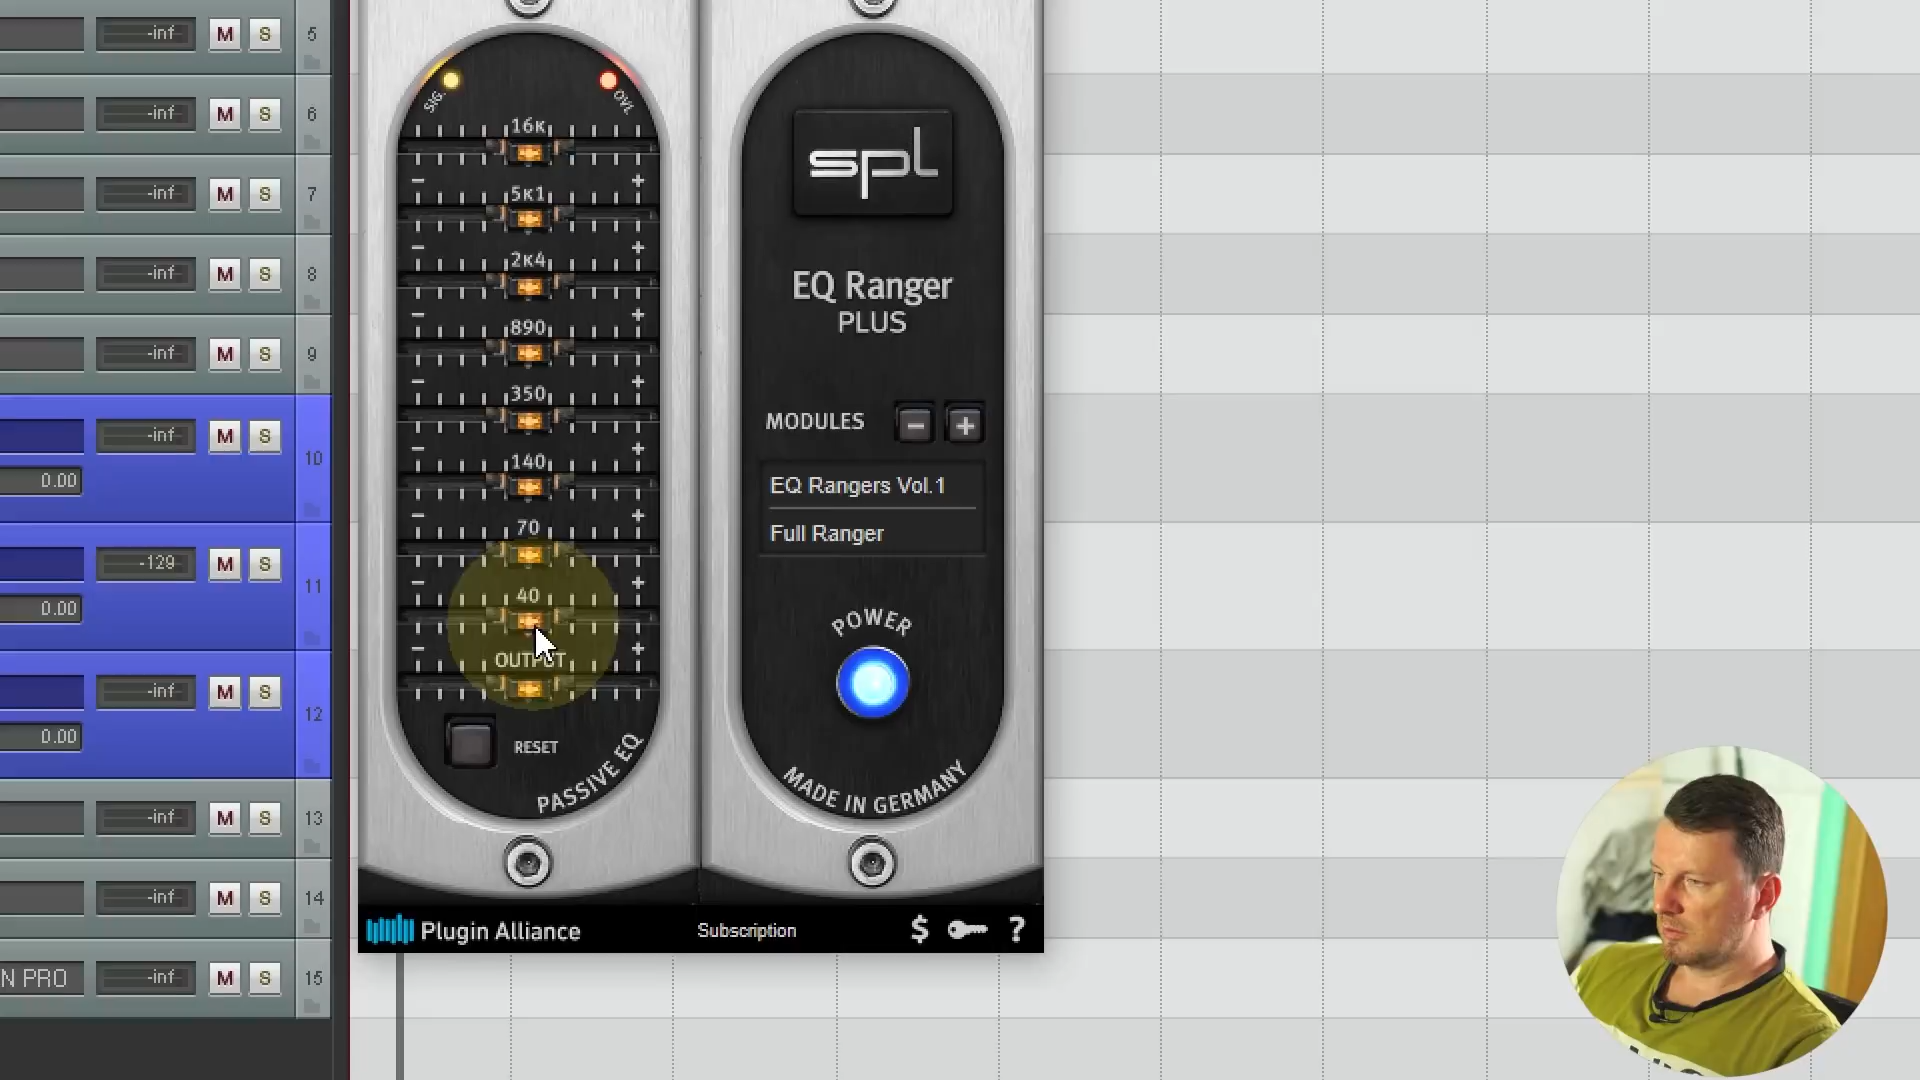 -inf M S 5
-inf M S 6
-inf M S 7
-inf M S 8
-inf M S 9
-inf M S 10
0.00
-129 M S 11
0.00
-inf M S 12
0.00
-inf M S 13
-inf M S 14
N PRO -inf M S 15
SIG. OVL
16K
- +
5K1
- +
2K4
- +
890
- +
350
- +
140
- +
70
- +
40
- +
OUTPUT
RESET
PASSIVE EQ
spl
EQ Ranger
PLUS
MODULES - +
EQ Rangers Vol.1
Full Ranger
POWER
MADE IN GERMANY
Plugin Alliance Subscription $ ?